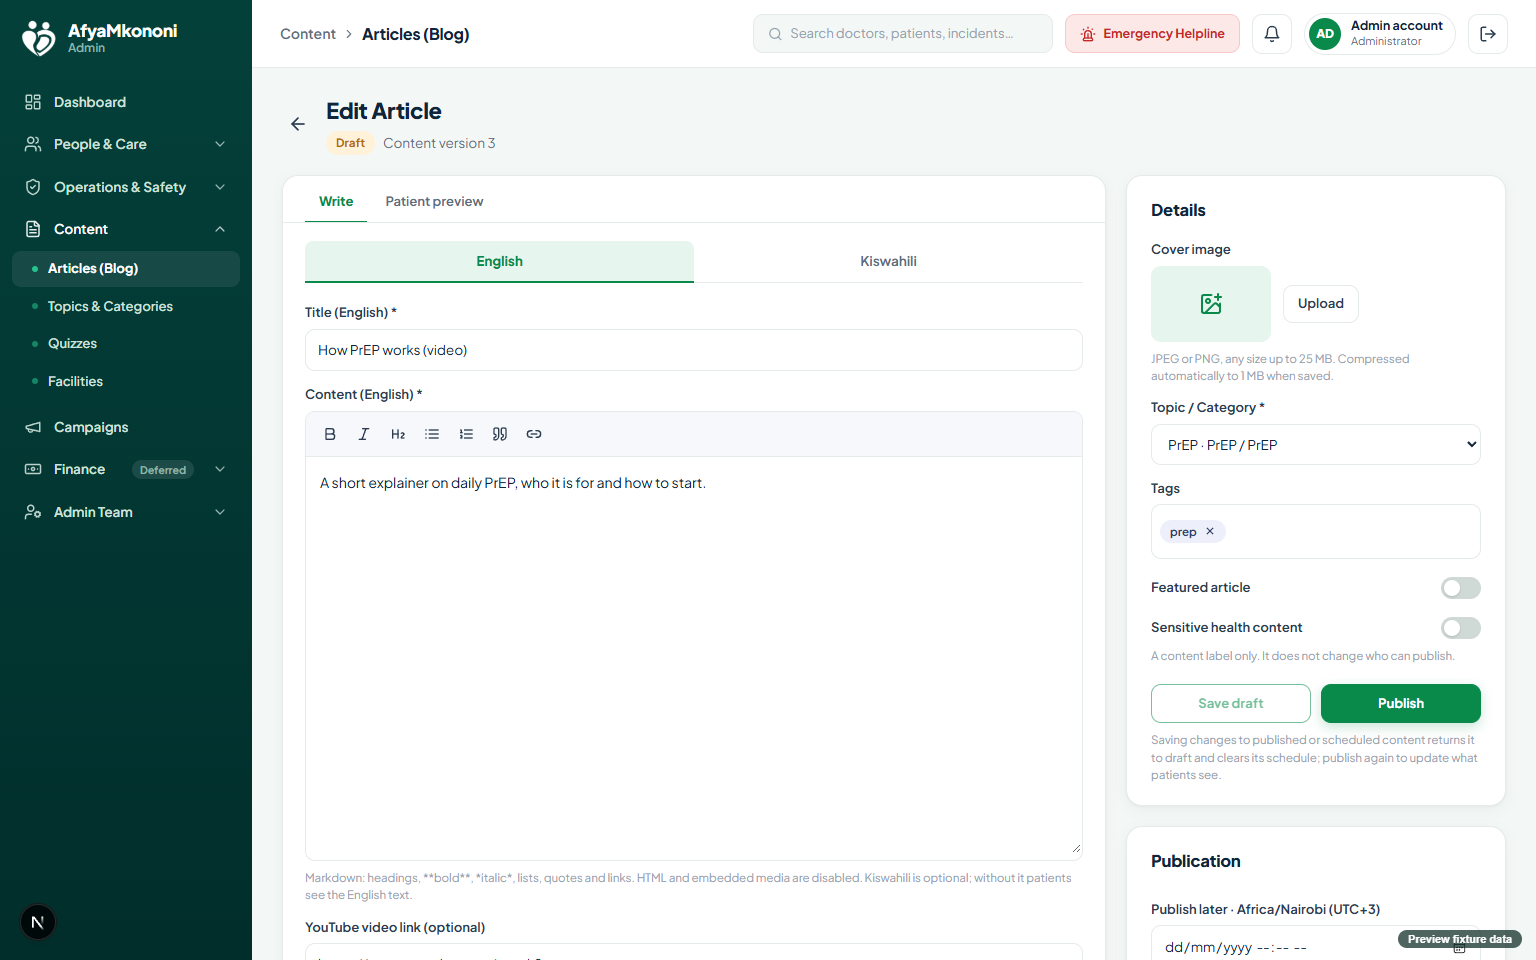 AfyaMkononi
Admin
Dashboard
People & Care
Operations & Safety
Content
Articles (Blog)
Topics & Categories
Quizzes
Facilities
Campaigns
Finance Deferred
Admin Team
N
Content > Articles (Blog)
Search doctors, patients, incidents...
Emergency Helpline
AD
Admin account
Administrator
Edit Article
Draft Content version 3
Write Patient preview
English Kiswahili
Title (English) *
How PrEP works (video)
Content (English) *
B I H2
A short explainer on daily PrEP, who it is for and how to start.
Markdown: headings, **bold**, *italic*, lists, quotes and links. HTML and embedded media are disabled. Kiswahili is optional; without it patients
see the English text.
YouTube video link (optional)
Details
Cover image
Upload
JPEG or PNG, any size up to 25 MB. Compressed
automatically to 1 MB when saved.
Topic / Category *
PrEP · PrEP / PrEP
Tags
prep ×
Featured article
Sensitive health content
A content label only. It does not change who can publish.
Save draft Publish
Saving changes to published or scheduled content returns it
to draft and clears its schedule; publish again to update what
patients see.
Publication
Publish later · Africa/Nairobi (UTC+3)
dd/mm/yyyy --:-- --
Preview fixture data